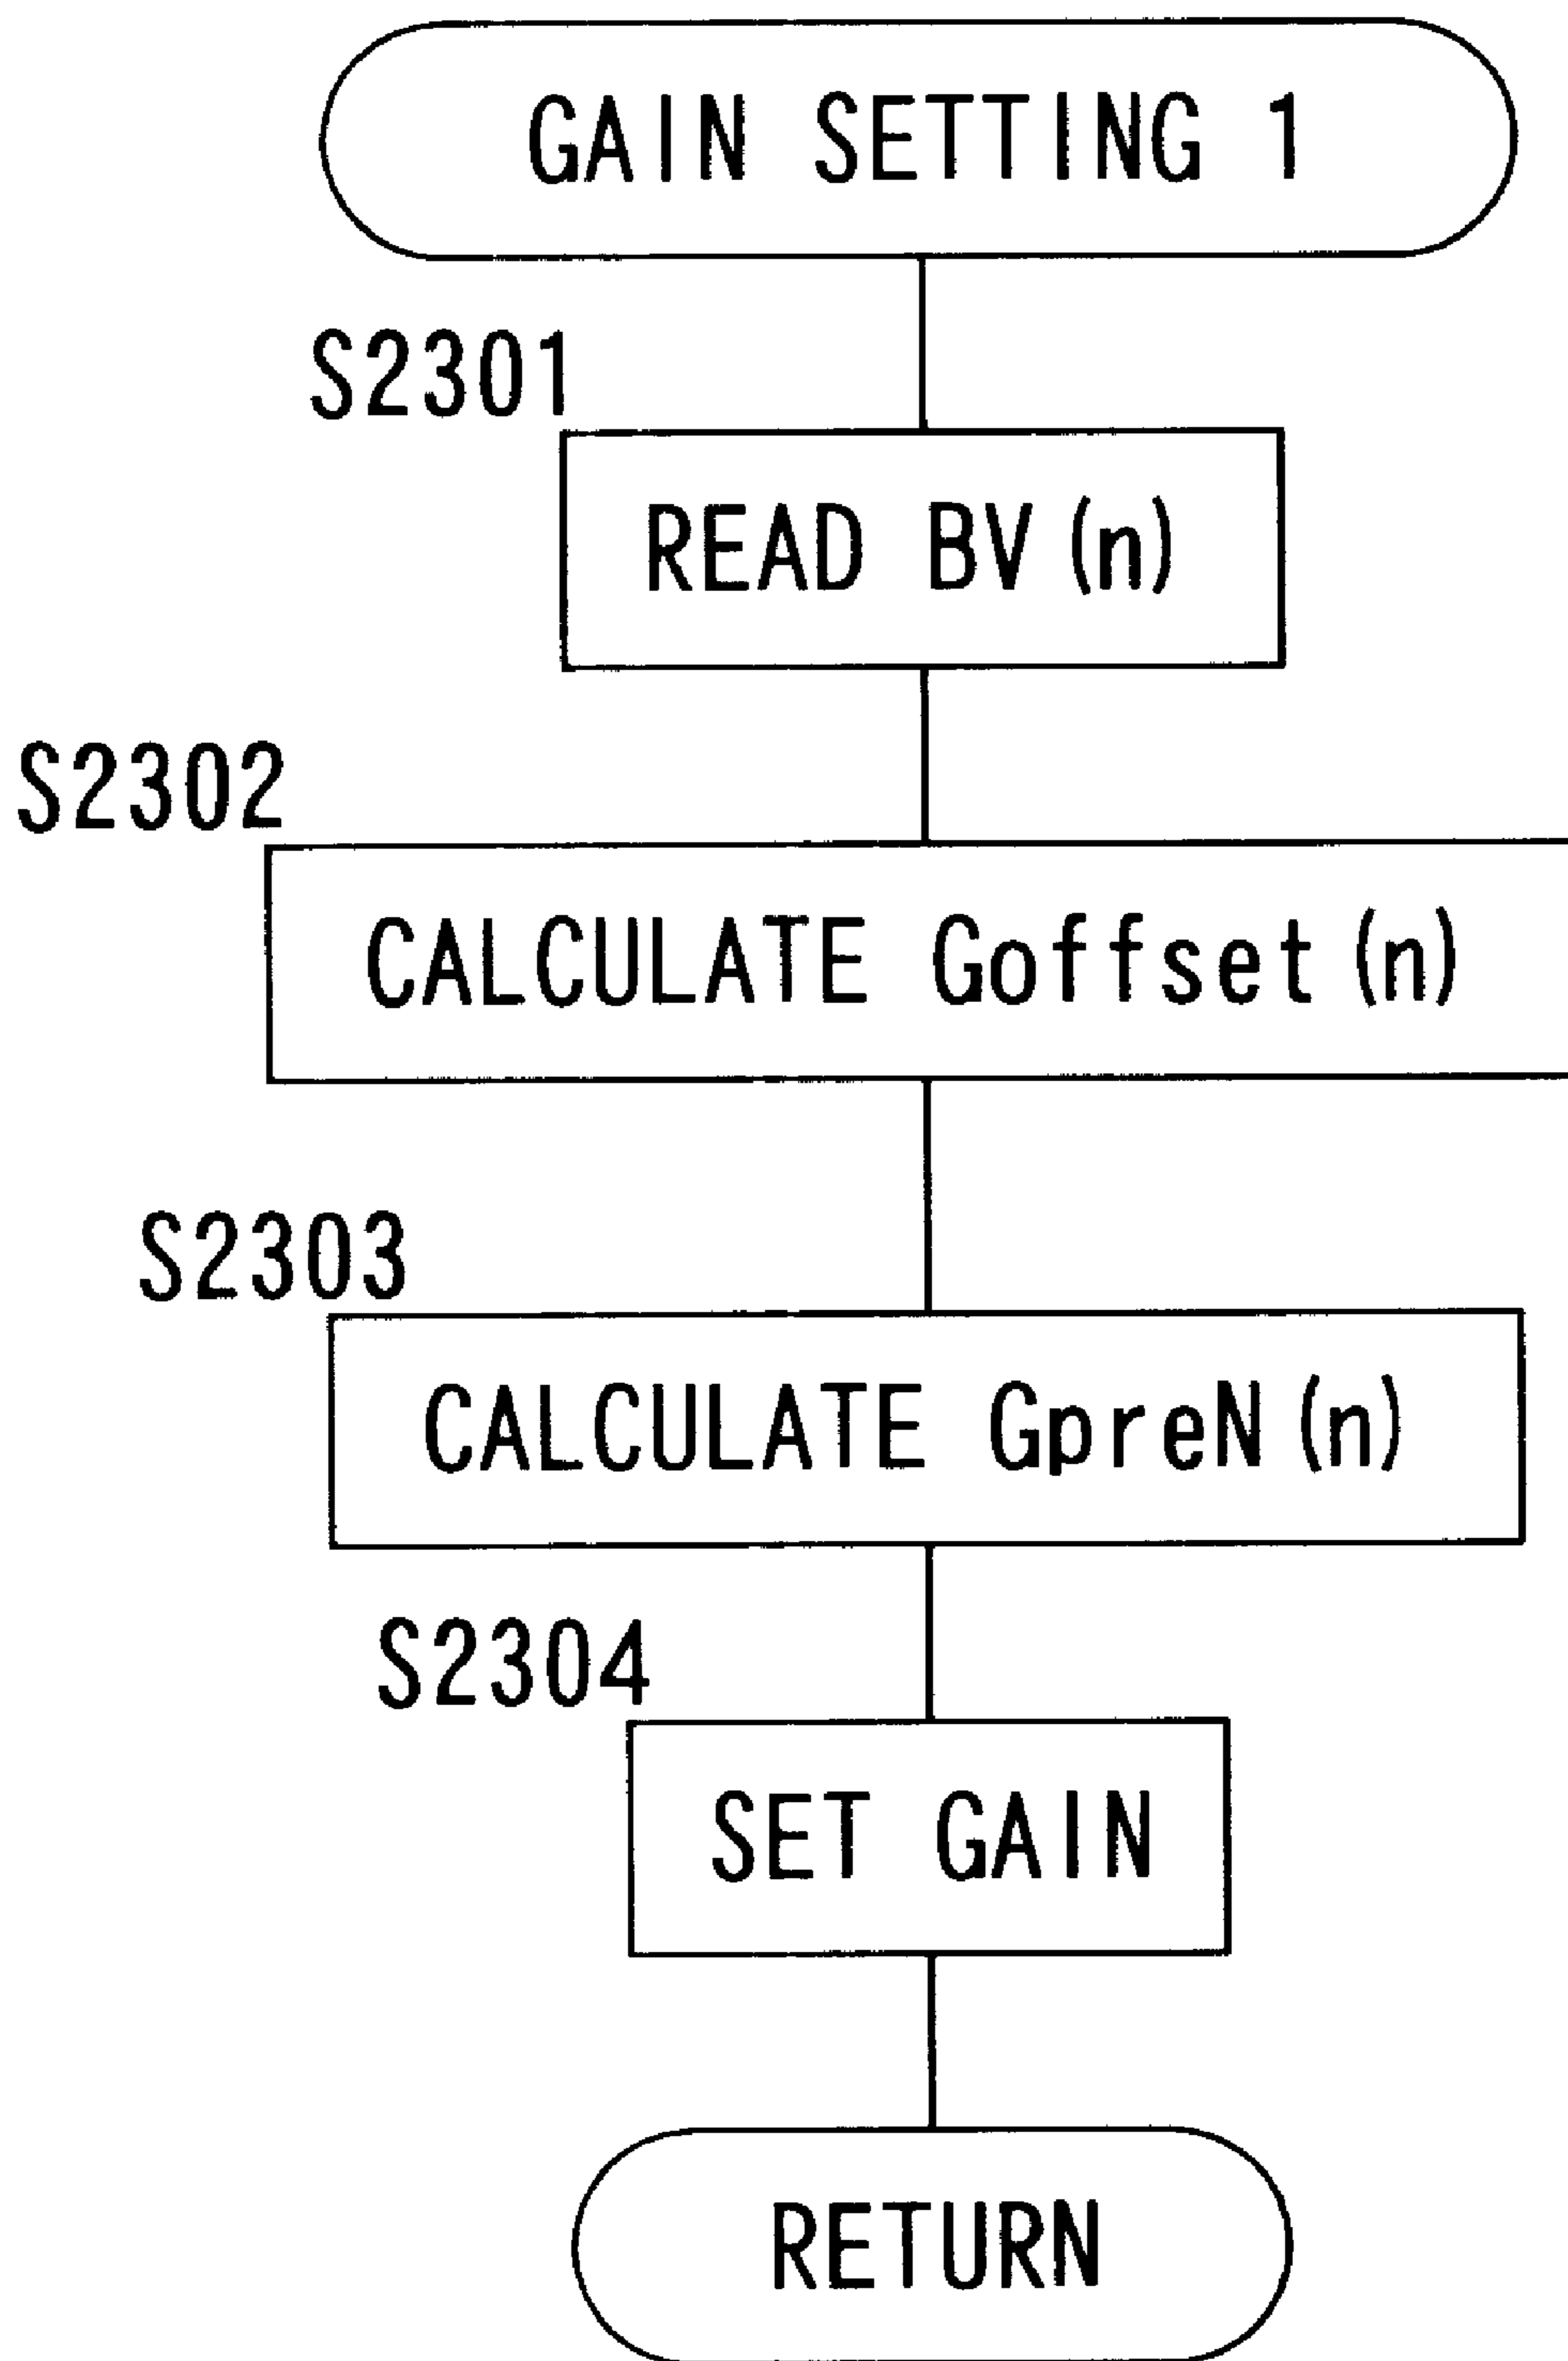 GAIN SETTING 1
S2301
READ BV(n)
S2302
CALCULATE Goffset(n)
S2303
CALCULATE GpreN(n)
S2304
SET GAIN
RETURN